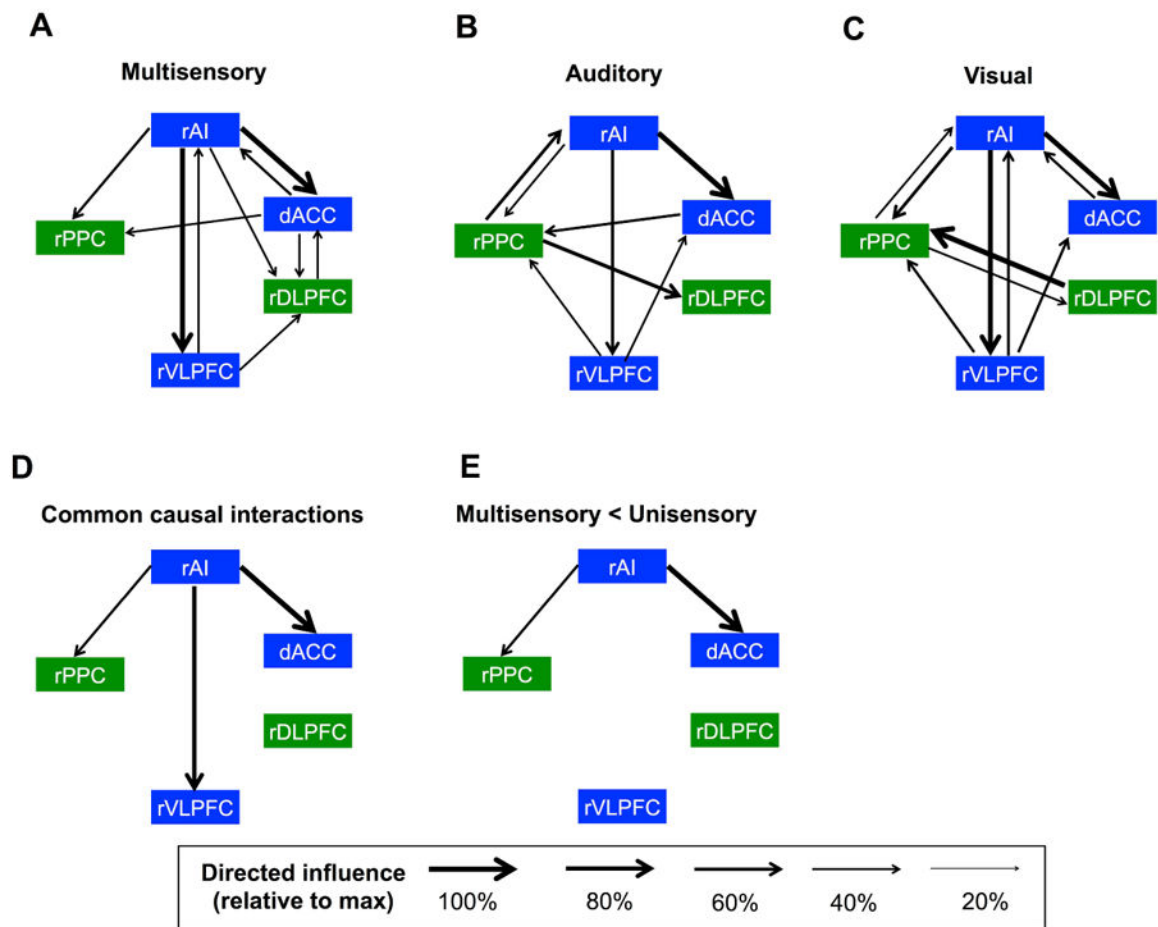 A
Multisensory
rAI
dACC
rPPC
rDLPFC
rVLPFC
B
Auditory
rAI
dACC
rPPC
rDLPFC
rVLPFC
C
Visual
rAI
dACC
rPPC
rDLPFC
rVLPFC
D
Common causal interactions
rAI
dACC
rPPC
rDLPFC
rVLPFC
E
Multisensory < Unisensory
rAI
dACC
rPPC
rDLPFC
rVLPFC
Directed influence
(relative to max)
100% 80% 60% 40% 20%